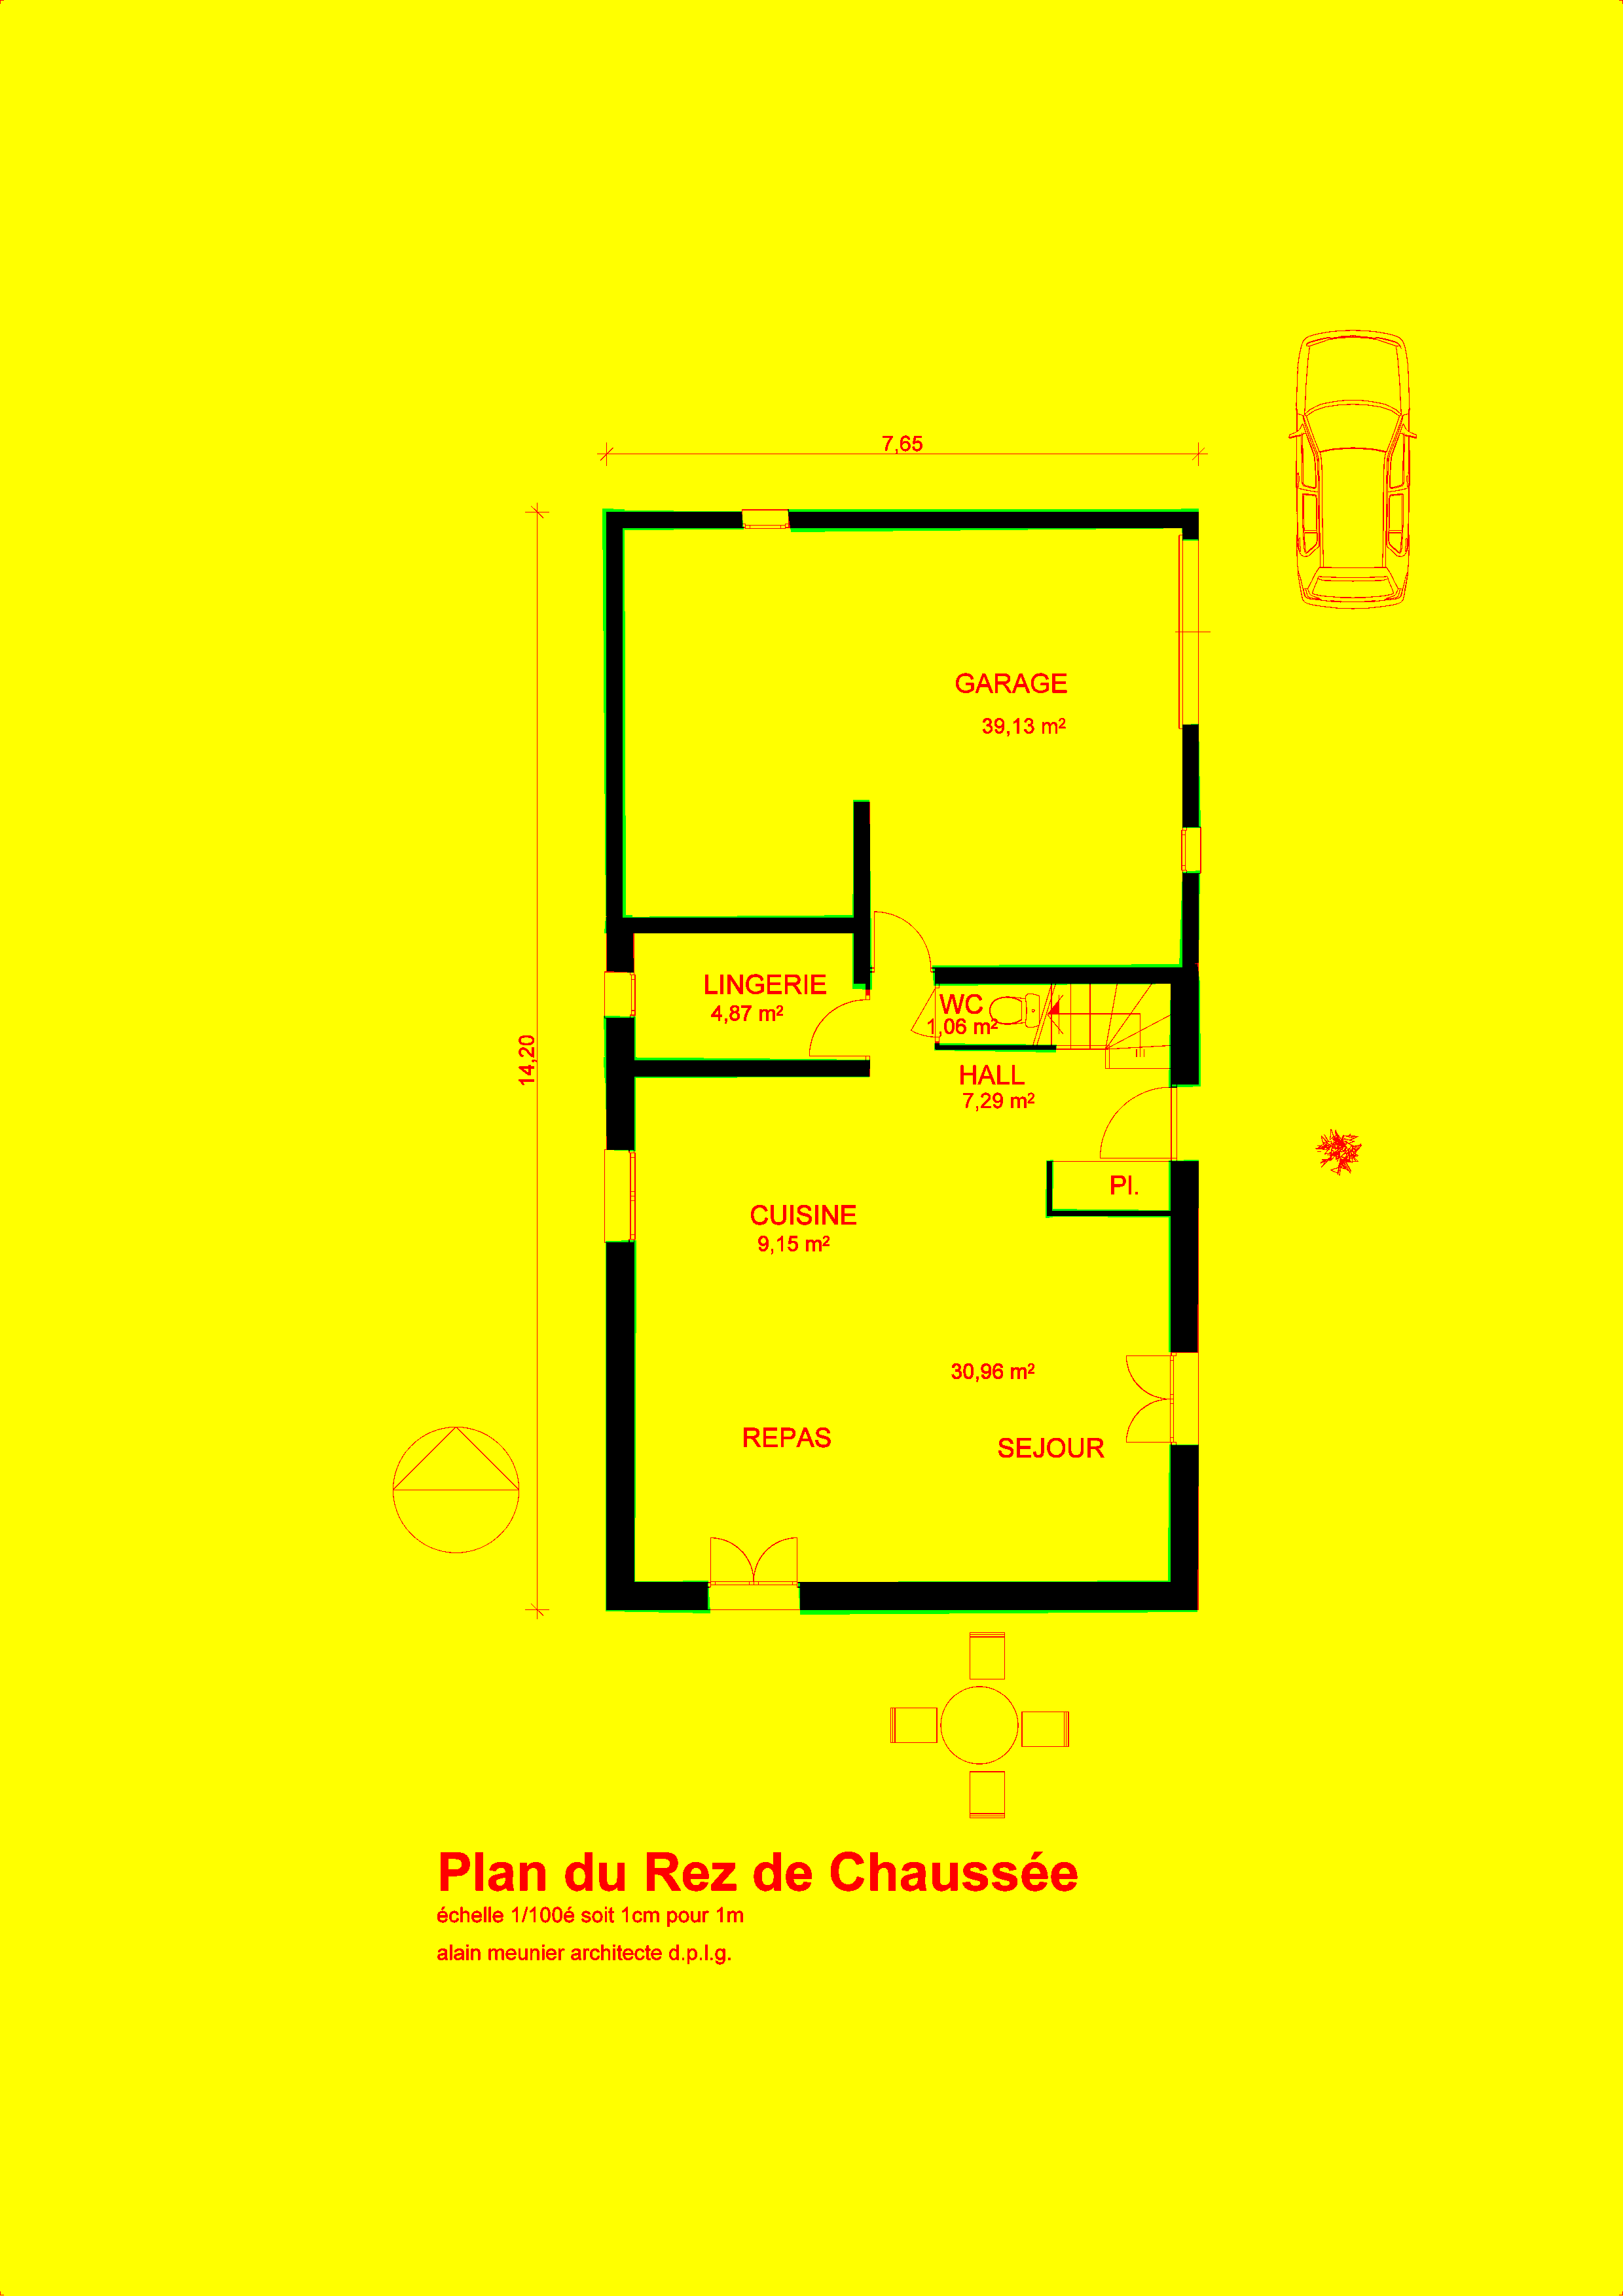 7,65
GARAGE
39,13 m²
LINGERIE
4,87 m²
WC
1,06 m²
14,20
HALL
7,29 m²
Pl.
CUISINE
9,15 m²
30,96 m²
REPAS
SEJOUR
Plan du Rez de Chaussée
échelle 1/100é soit 1cm pour 1m
alain meunier architecte d.p.l.g.